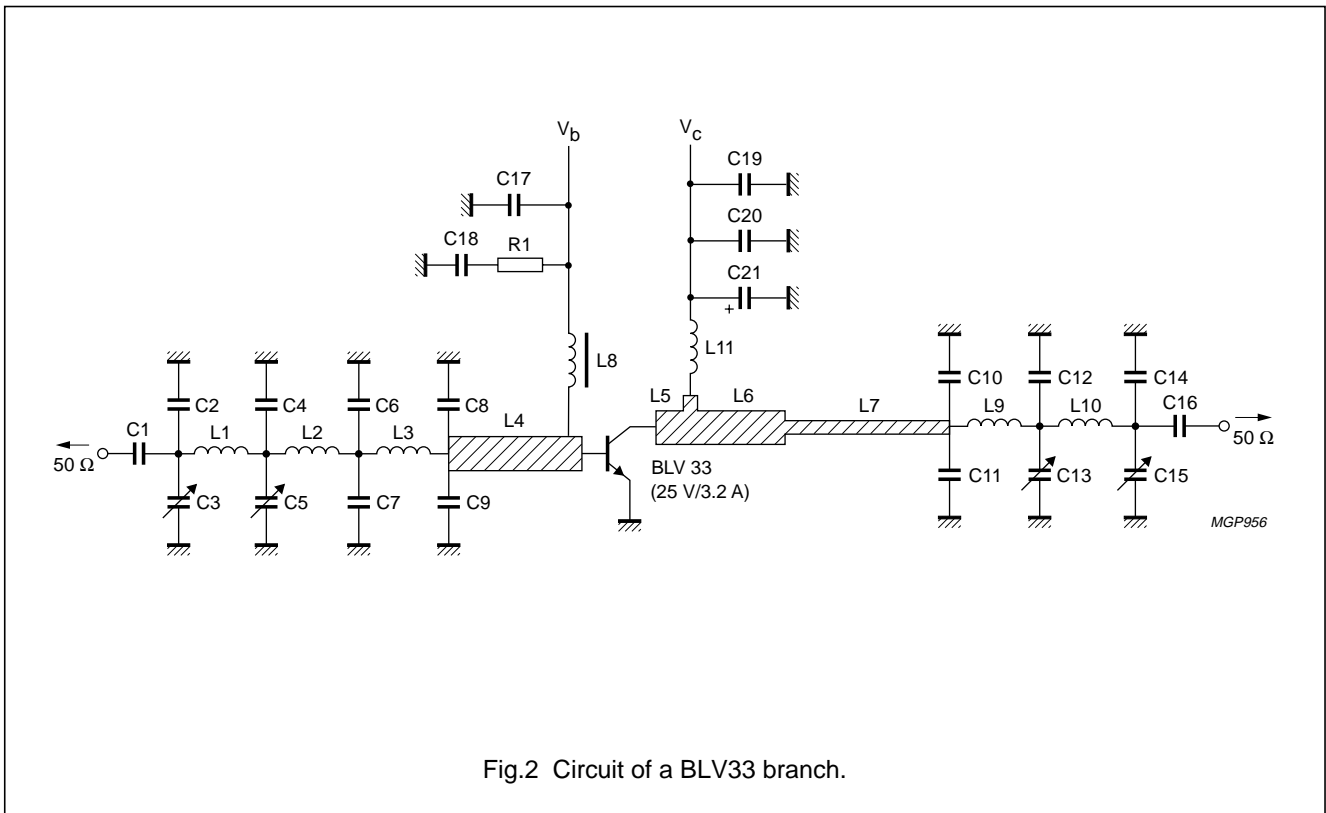 Vb
Vc
C17
C19
C18
R1
C20
C21
+
L8
L11
C2
C4
C6
C8
L4
L5
L6
L7
C10
C12
C14
C1
L1
L2
L3
L9
L10
C16
50 Ω
50 Ω
C3
C5
C7
C9
BLV 33
(25 V/3.2 A)
C11
C13
C15
MGP956
Fig.2 Circuit of a BLV33 branch.